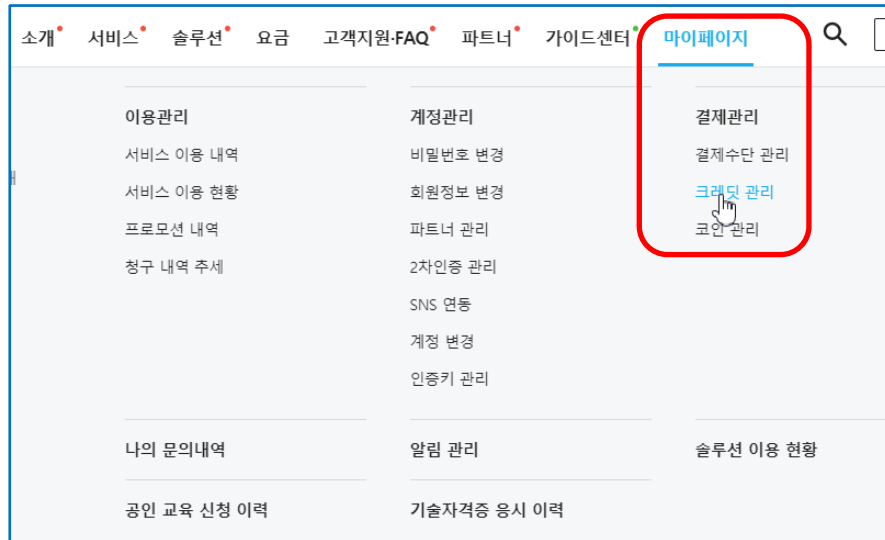 소개 서비스 솔루션 요금 고객지원·FAQ 파트너 가이드센터 마이페이지
이용관리
서비스 이용 내역
서비스 이용 현황
프로모션 내역
청구 내역 추세
계정관리
비밀번호 변경
회원정보 변경
파트너 관리
2차인증 관리
SNS 연동
계정 변경
인증키 관리
결제관리
결제수단 관리
크레딧 관리
코인 관리
나의 문의내역
알림 관리
솔루션 이용 현황
공인 교육 신청 이력
기술자격증 응시 이력